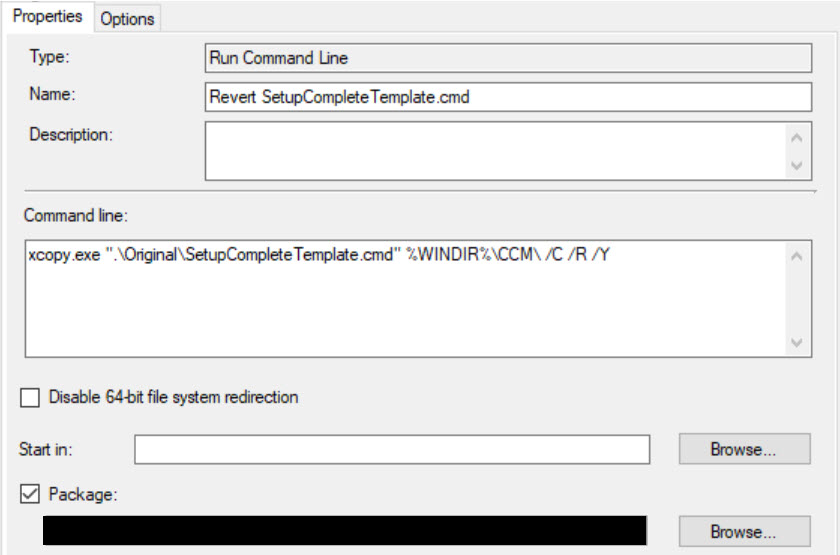 Properties Options
Type: Run Command Line
Name: Revert SetupCompleteTemplate.cmd
Description:
Command line:
xcopy.exe ".\Original\SetupCompleteTemplate.cmd" %WINDIR%\CCM\ /C /R /Y
Disable 64-bit file system redirection
Start in: Browse...
Package:
Browse...